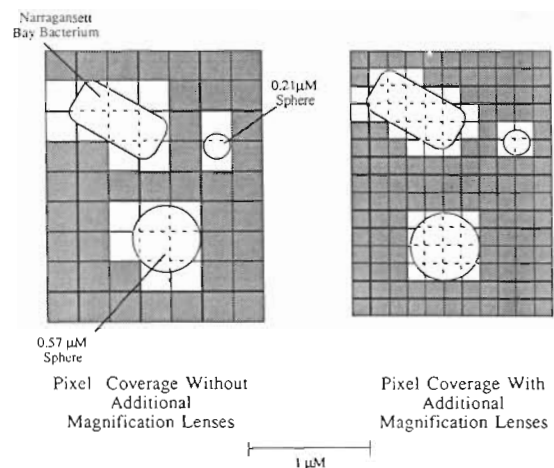 Narragansett
Bay Bacterium
0.21µM
Sphere
0.57 µM
Sphere
Pixel Coverage Without
Additional
Magnification Lenses
Pixel Coverage With
Additional
Magnification Lenses
1 µM